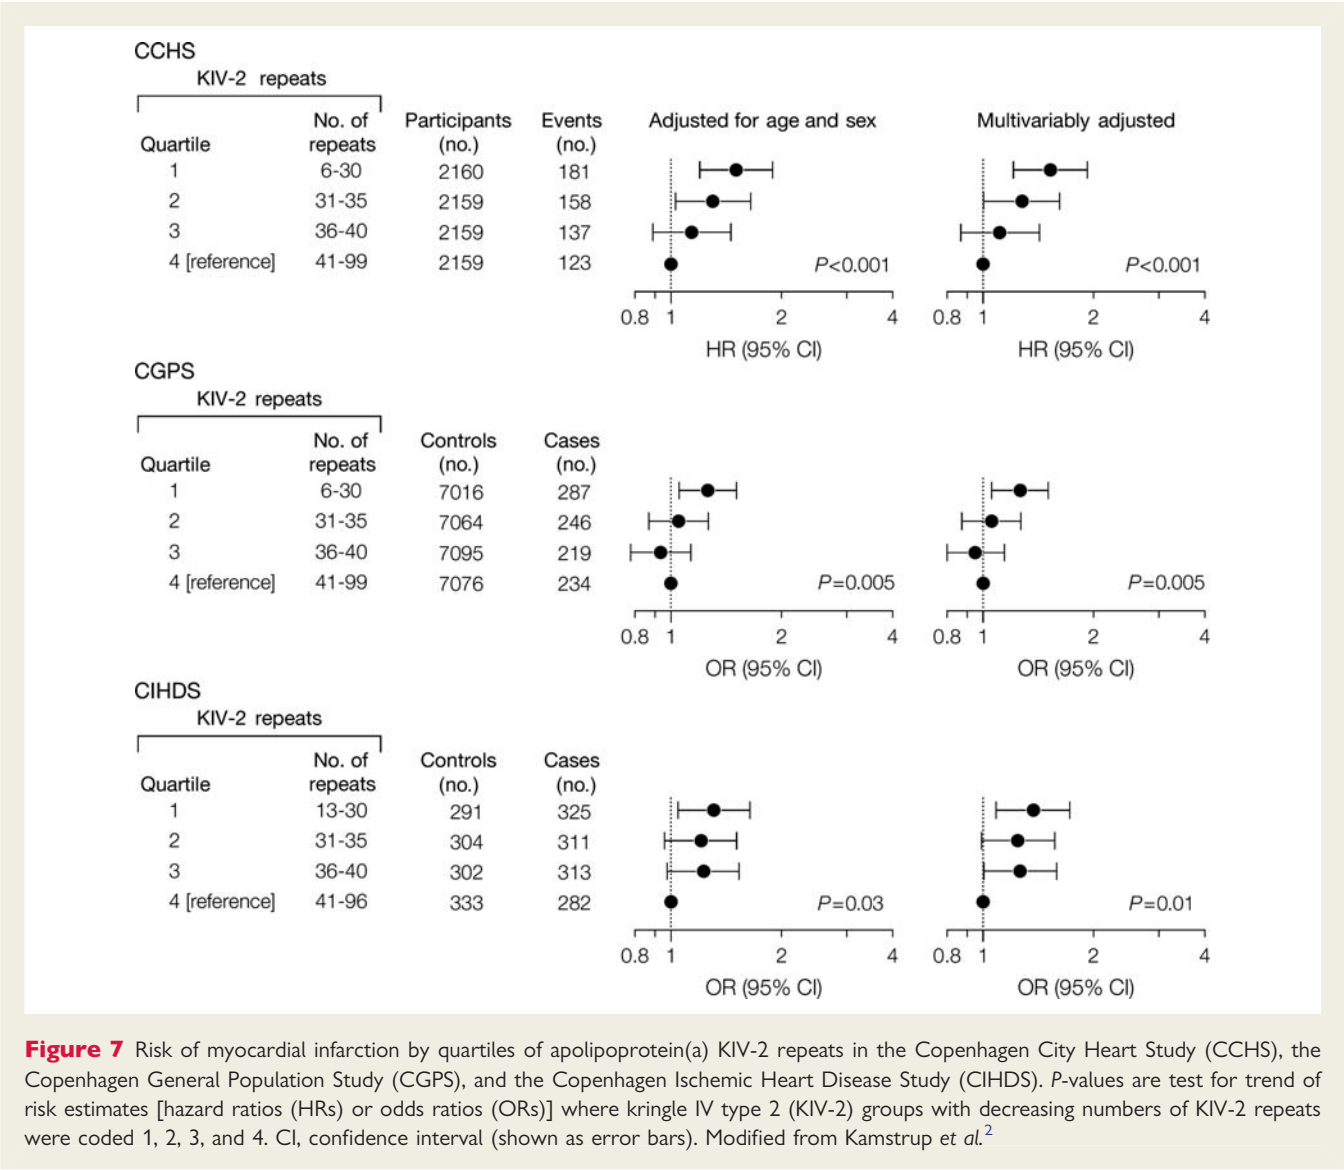 CCHS
KIV-2 repeats
No. of Participants Events Adjusted for age and sex Multivariably adjusted
Quartile repeats (no.) (no.)
1 6-30 2160 181
2 31-35 2159 158
3 36-40 2159 137
4 [reference] 41-99 2159 123 P<0.001 P<0.001
0.8 1 2 4 0.8 1 2 4
HR (95% CI) HR (95% CI)
CGPS
KIV-2 repeats
No. of Controls Cases
Quartile repeats (no.) (no.)
1 6-30 7016 287
2 31-35 7064 246
3 36-40 7095 219
4 [reference] 41-99 7076 234 P=0.005 P=0.005
0.8 1 2 4 0.8 1 2 4
OR (95% CI) OR (95% CI)
CIHDS
KIV-2 repeats
No. of Controls Cases
Quartile repeats (no.) (no.)
1 13-30 291 325
2 31-35 304 311
3 36-40 302 313
4 [reference] 41-96 333 282 P=0.03 P=0.01
0.8 1 2 4 0.8 1 2 4
OR (95% CI) OR (95% CI)
Figure 7 Risk of myocardial infarction by quartiles of apolipoprotein(a) KIV-2 repeats in the Copenhagen City Heart Study (CCHS), the
Copenhagen General Population Study (CGPS), and the Copenhagen Ischemic Heart Disease Study (CIHDS). P-values are test for trend of
risk estimates [hazard ratios (HRs) or odds ratios (ORs)] where kringle IV type 2 (KIV-2) groups with decreasing numbers of KIV-2 repeats
were coded 1, 2, 3, and 4. CI, confidence interval (shown as error bars). Modified from Kamstrup et al.2